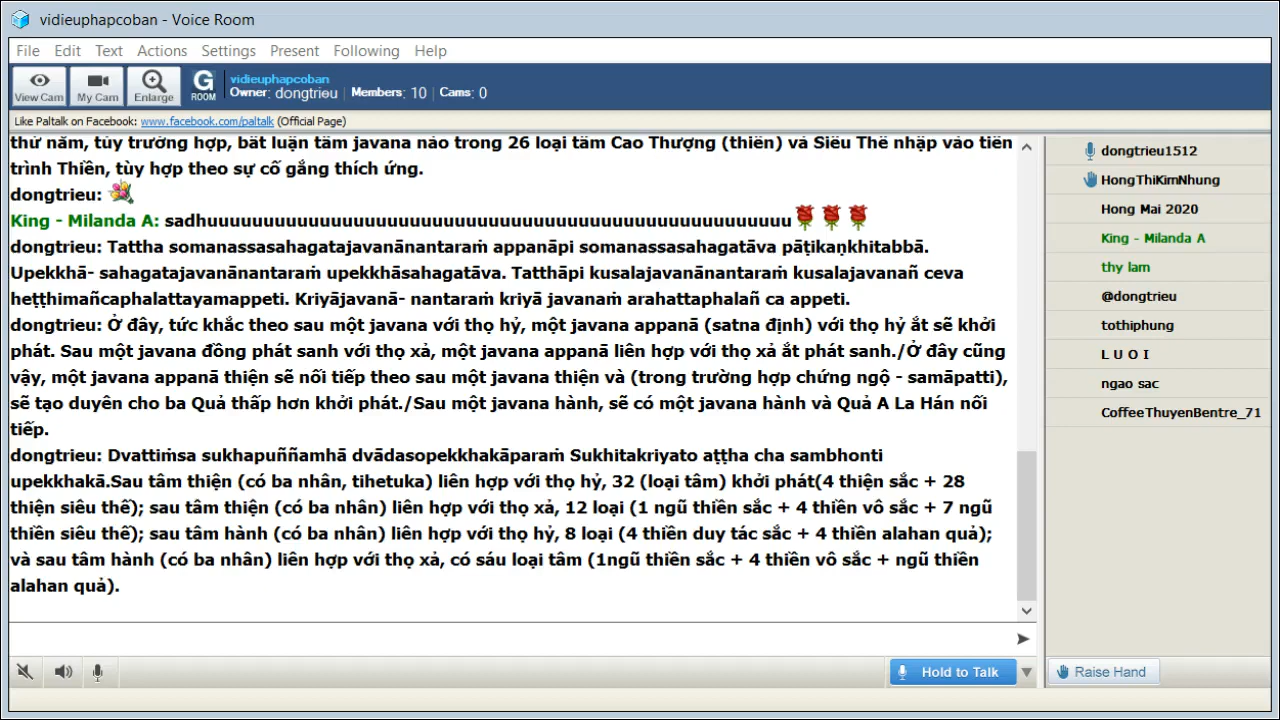 vidieuphapcoban - Voice Room
File Edit Text Actions Settings Present Following Help
View Cam My Cam Enlarge G ROOM
vidieuphapcoban
Owner: dongtrieu | Members: 10 | Cams: 0
Like Paltalk on Facebook: www.facebook.com/paltalk (Official Page)
thứ năm, tùy trường hợp, bất luận tâm javana nào trong 26 loại tâm Cao Thượng (thiền) và Siêu Thế nhập vào tiến
trình Thiền, tùy hợp theo sự cố gắng thích ứng.
dongtrieu:
King - Milanda A: sadhuuuuuuuuuuuuuuuuuuuuuuuuuuuuuuuuuuuuuuuuuuuuuuuuuuuu
dongtrieu: Tattha somanassasahagatajavanānantaraṁ appanāpi somanassasahagatāva pāṭikaṇkhitabbā.
Upekkhā- sahagatajavanānantaraṁ upekkhāsahagatāva. Tatthāpi kusalajavanānantaraṁ kusalajavanañ ceva
heṭṭhimañcaphalattayamappeti. Kriyājavanā- nantaraṁ kriyā javanaṁ arahattaphalañ ca appeti.
dongtrieu: Ở đây, tức khắc theo sau một javana với thọ hỷ, một javana appanā (satna định) với thọ hỷ ắt sẽ khởi
phát. Sau một javana đồng phát sanh với thọ xả, một javana appanā liên hợp với thọ xả ắt phát sanh./Ở đây cũng
vậy, một javana appanā thiện sẽ nối tiếp theo sau một javana thiện và (trong trường hợp chứng ngộ - samāpatti),
sẽ tạo duyên cho ba Quả thấp hơn khởi phát./Sau một javana hành, sẽ có một javana hành và Quả A La Hán nối
tiếp.
dongtrieu: Dvattiṁsa sukhapuññamhā dvādasopekkhakāparaṁ Sukhitakriyato aṭṭha cha sambhonti
upekkhakā.Sau tâm thiện (có ba nhân, tihetuka) liên hợp với thọ hỷ, 32 (loại tâm) khởi phát(4 thiện sắc + 28
thiện siêu thế); sau tâm thiện (có ba nhân) liên hợp với thọ xả, 12 loại (1 ngũ thiền sắc + 4 thiền vô sắc + 7 ngũ
thiền siêu thế); sau tâm hành (có ba nhân) liên hợp với thọ hỷ, 8 loại (4 thiền duy tác sắc + 4 thiền alahan quả);
và sau tâm hành (có ba nhân) liên hợp với thọ xả, có sáu loại tâm (1ngũ thiền sắc + 4 thiền vô sắc + ngũ thiền
alahan quả).
Hold to Talk
dongtrieu1512
HongThiKimNhung
Hong Mai 2020
King - Milanda A
thy lam
@dongtrieu
tothiphung
L U O I
ngao sac
CoffeeThuyenBentre_71
Raise Hand